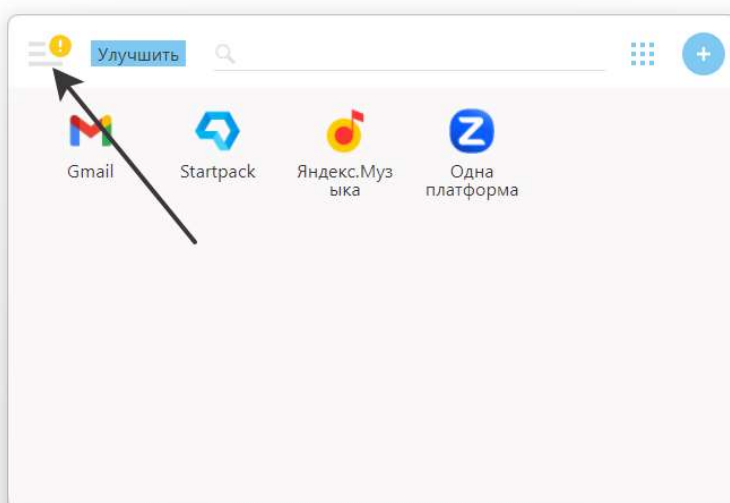 Улучшить
Gmail
Startpack
Яндекс.Муз
ыка
Одна
платформа